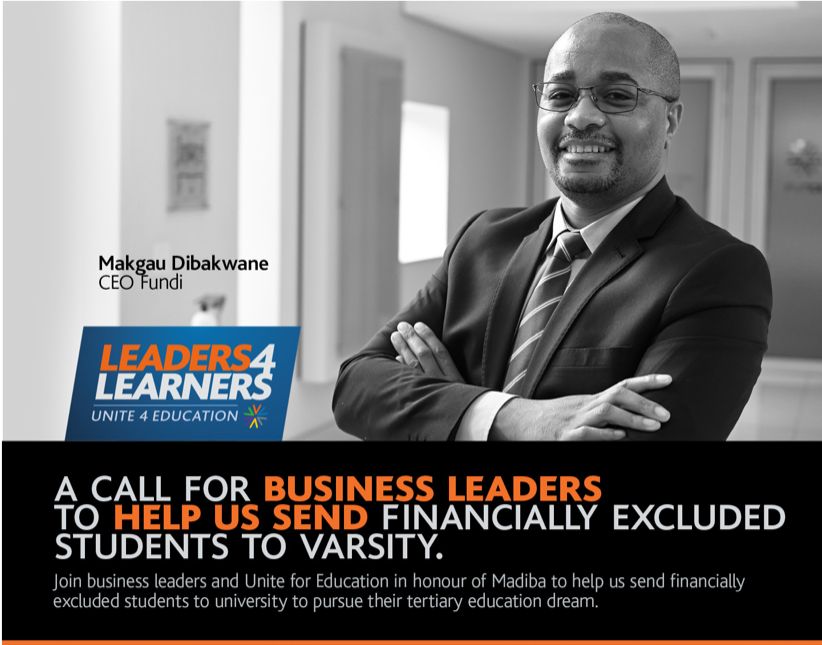 Makgau Dibakwane
CEO Fundi
LEADERS4
LEARNERS
UNITE 4 EDUCATION
A CALL FOR BUSINESS LEADERS
TO HELP US SEND FINANCIALLY EXCLUDED
STUDENTS TO VARSITY.
Join business leaders and Unite for Education in honour of Madiba to help us send financially
excluded students to university to pursue their tertiary education dream.